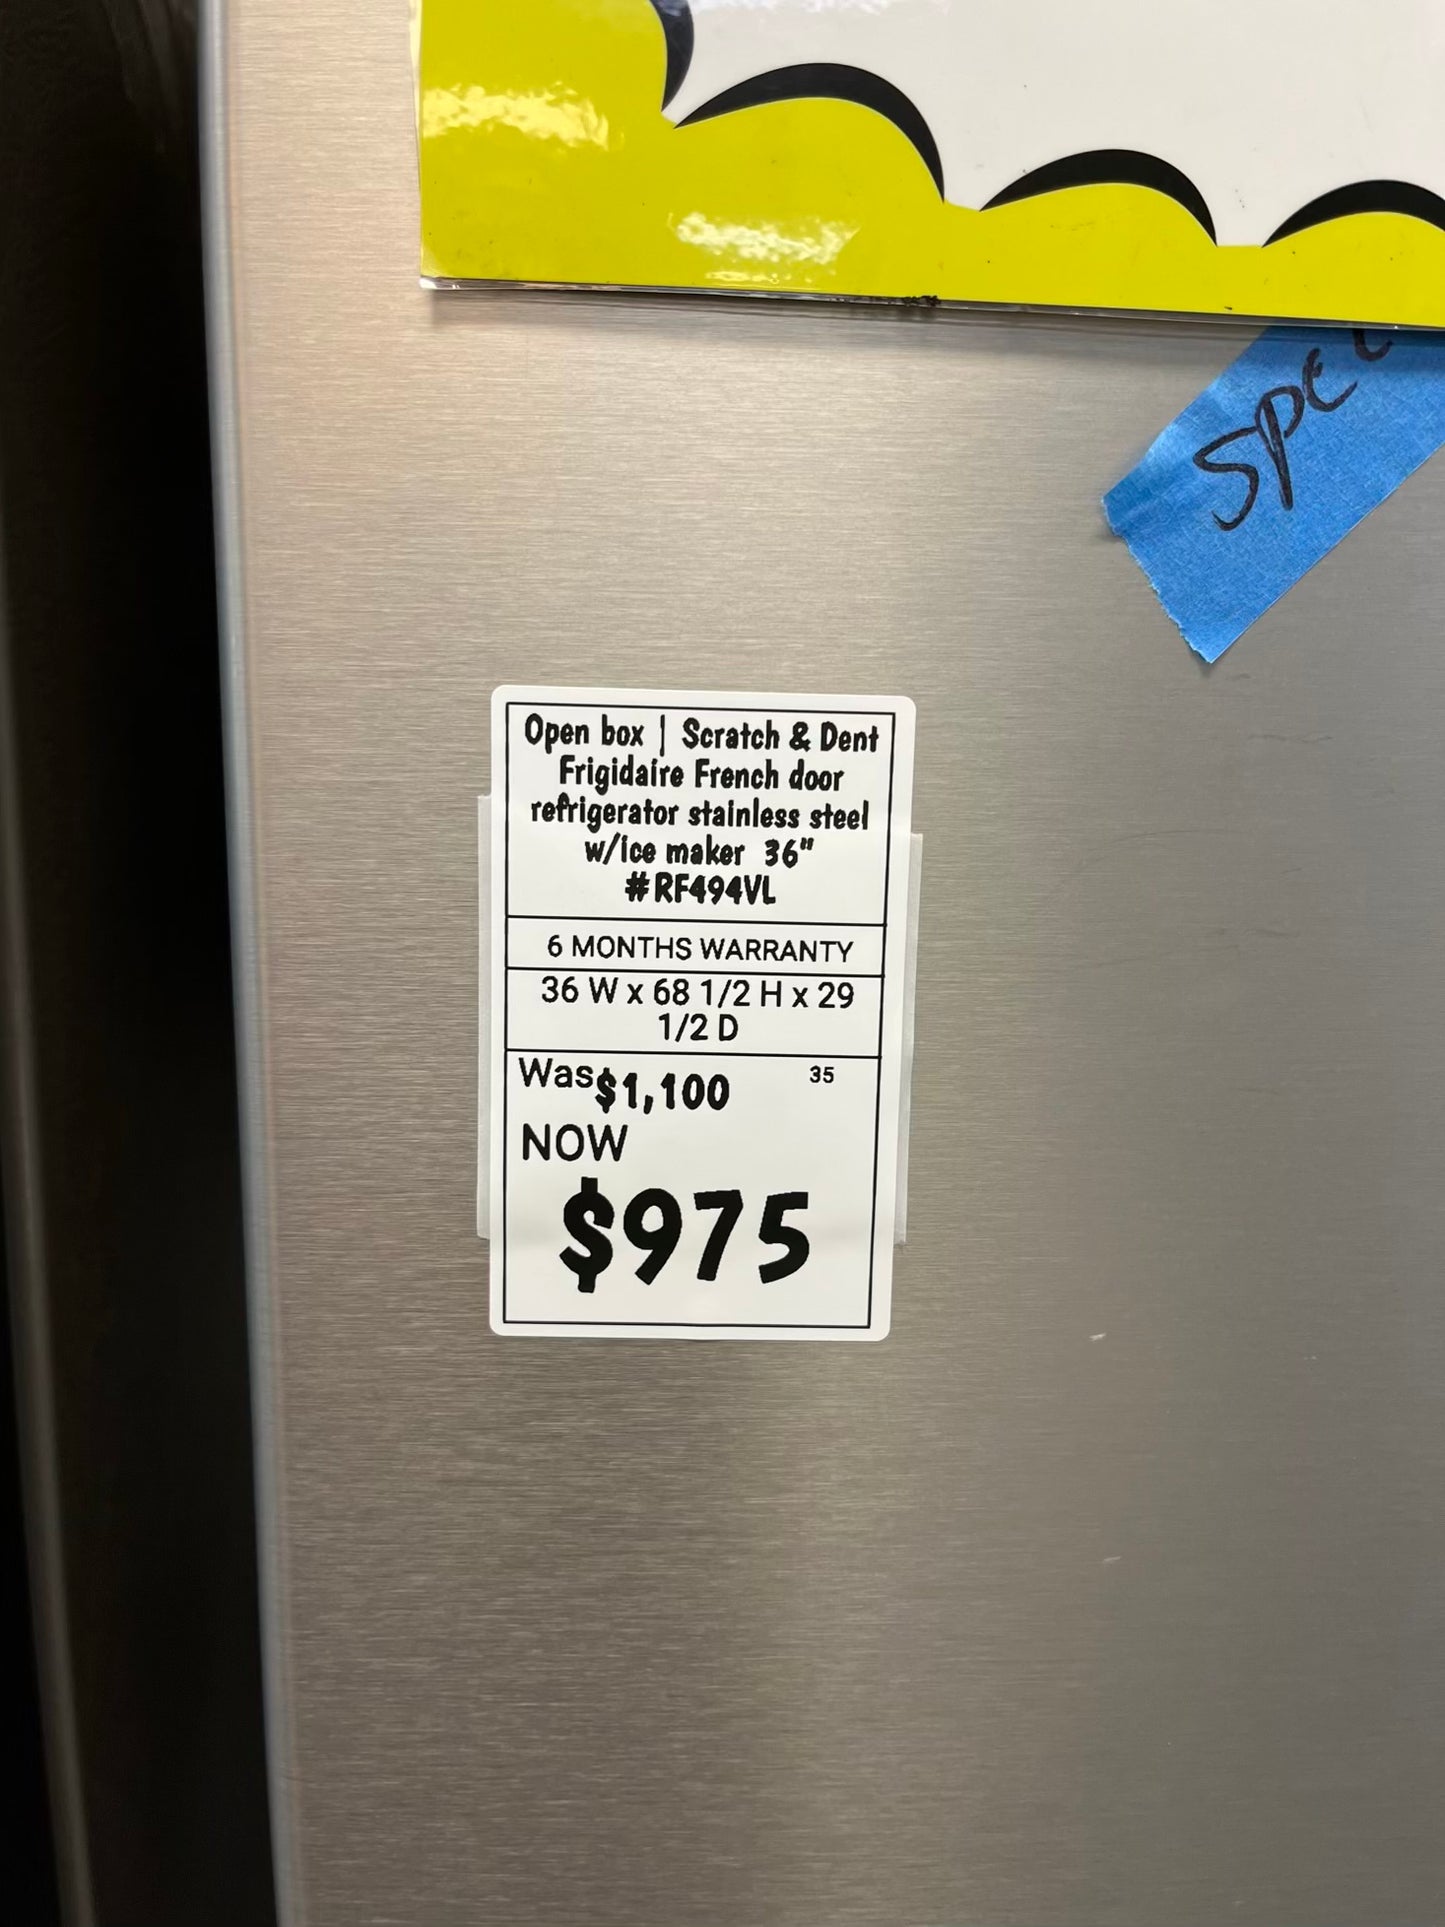 Open box | Scratch & Dent
Frigidaire French door
refrigerator stainless steel
w/ice maker 36"
#RF494VL
6 MONTHS WARRANTY
36 W x 68 1/2 H x 29
1/2 D
Was $1,100 35
NOW
$975